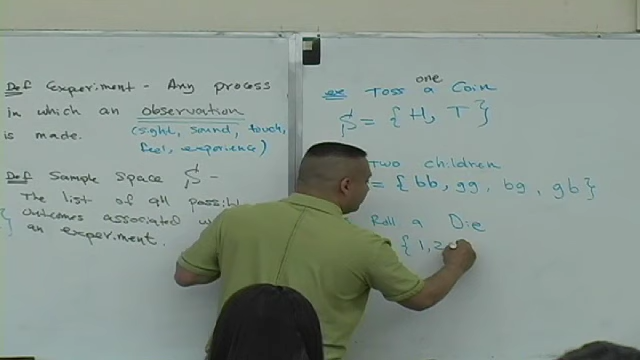 Def Experiment - Any process
in which an observation
is made. (sight, sound, touch,
feel, experience)
Def Sample Space S -
The list of all possibl
outcomes associated w
an experiment.
ex Toss one a Coin
S = { H, T }
Two children
= { bb, gg, bg, gb }
Roll a Die
{ 1, 2